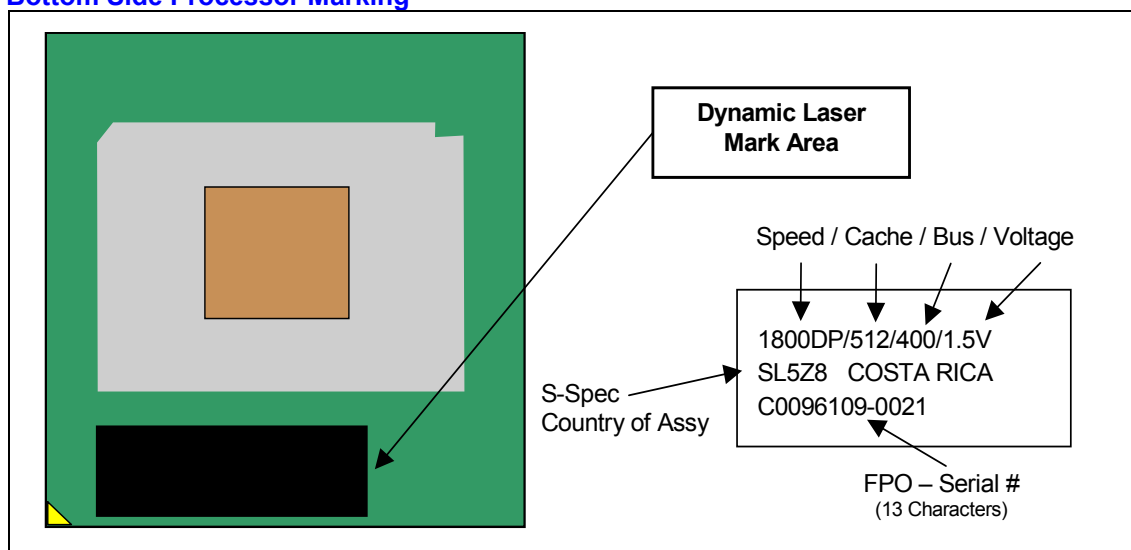 Bottom Side Processor Marking
Dynamic Laser
Mark Area
Speed / Cache / Bus / Voltage
1800DP/512/400/1.5V
SL5Z8 COSTA RICA
C0096109-0021
S-Spec
Country of Assy
FPO – Serial #
(13 Characters)